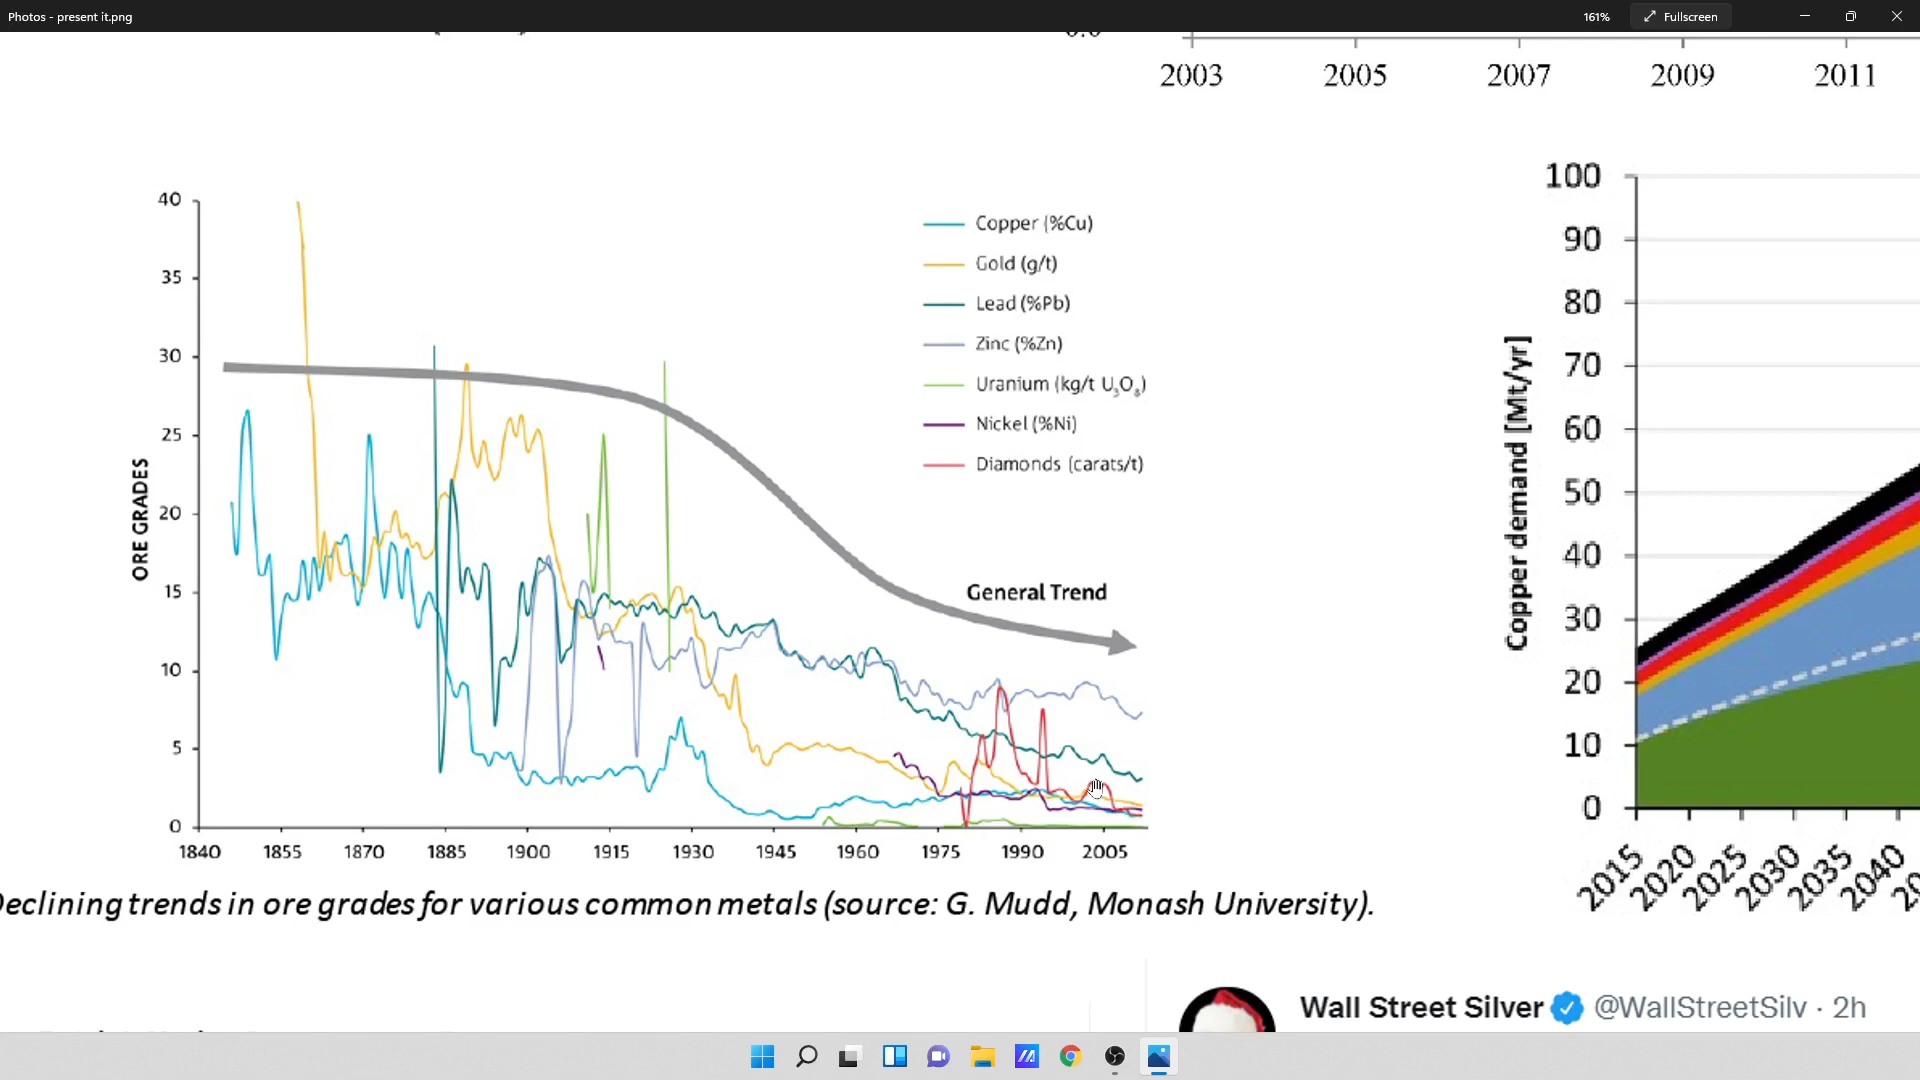 Photos - present it.png
161%
Fullscreen
2003 2005 2007 2009 2011
40
35
30
25
20
15
10
5
0
ORE GRADES
1840 1855 1870 1885 1900 1915 1930 1945 1960 1975 1990 2005
Copper (%Cu)
Gold (g/t)
Lead (%Pb)
Zinc (%Zn)
Uranium (kg/t U₃O₈)
Nickel (%Ni)
Diamonds (carats/t)
General Trend
100
90
80
70
60
50
40
30
20
10
0
Copper demand [Mt/yr]
2015 2020 2025 2030 2035 2040
Declining trends in ore grades for various common metals (source: G. Mudd, Monash University).
Wall Street Silver @WallStreetSilv · 2h